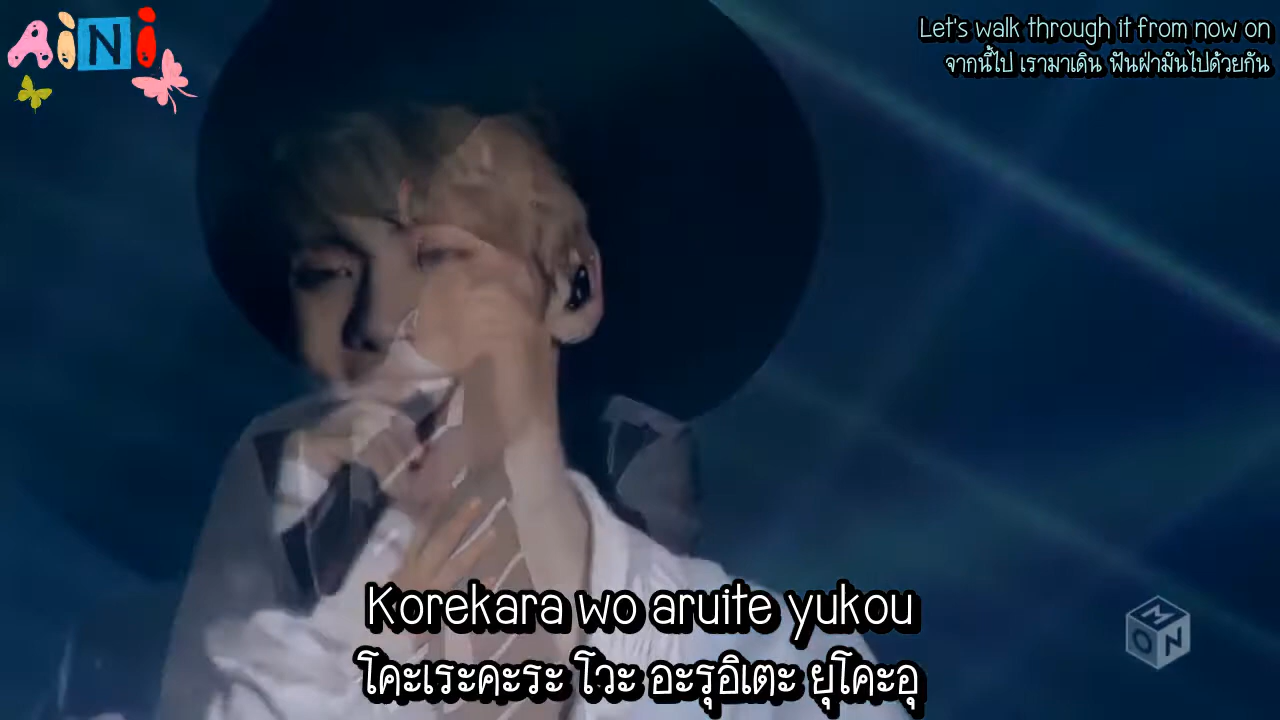 AiNi
Let's walk through it from now on
จากนี้ไป เรามาเดิน ฟันฝ่ามันไปด้วยกัน
Korekara wo aruite yukou
โคะเระคะระ โวะ อะรุอิเตะ ยุโคะอุ
M ON